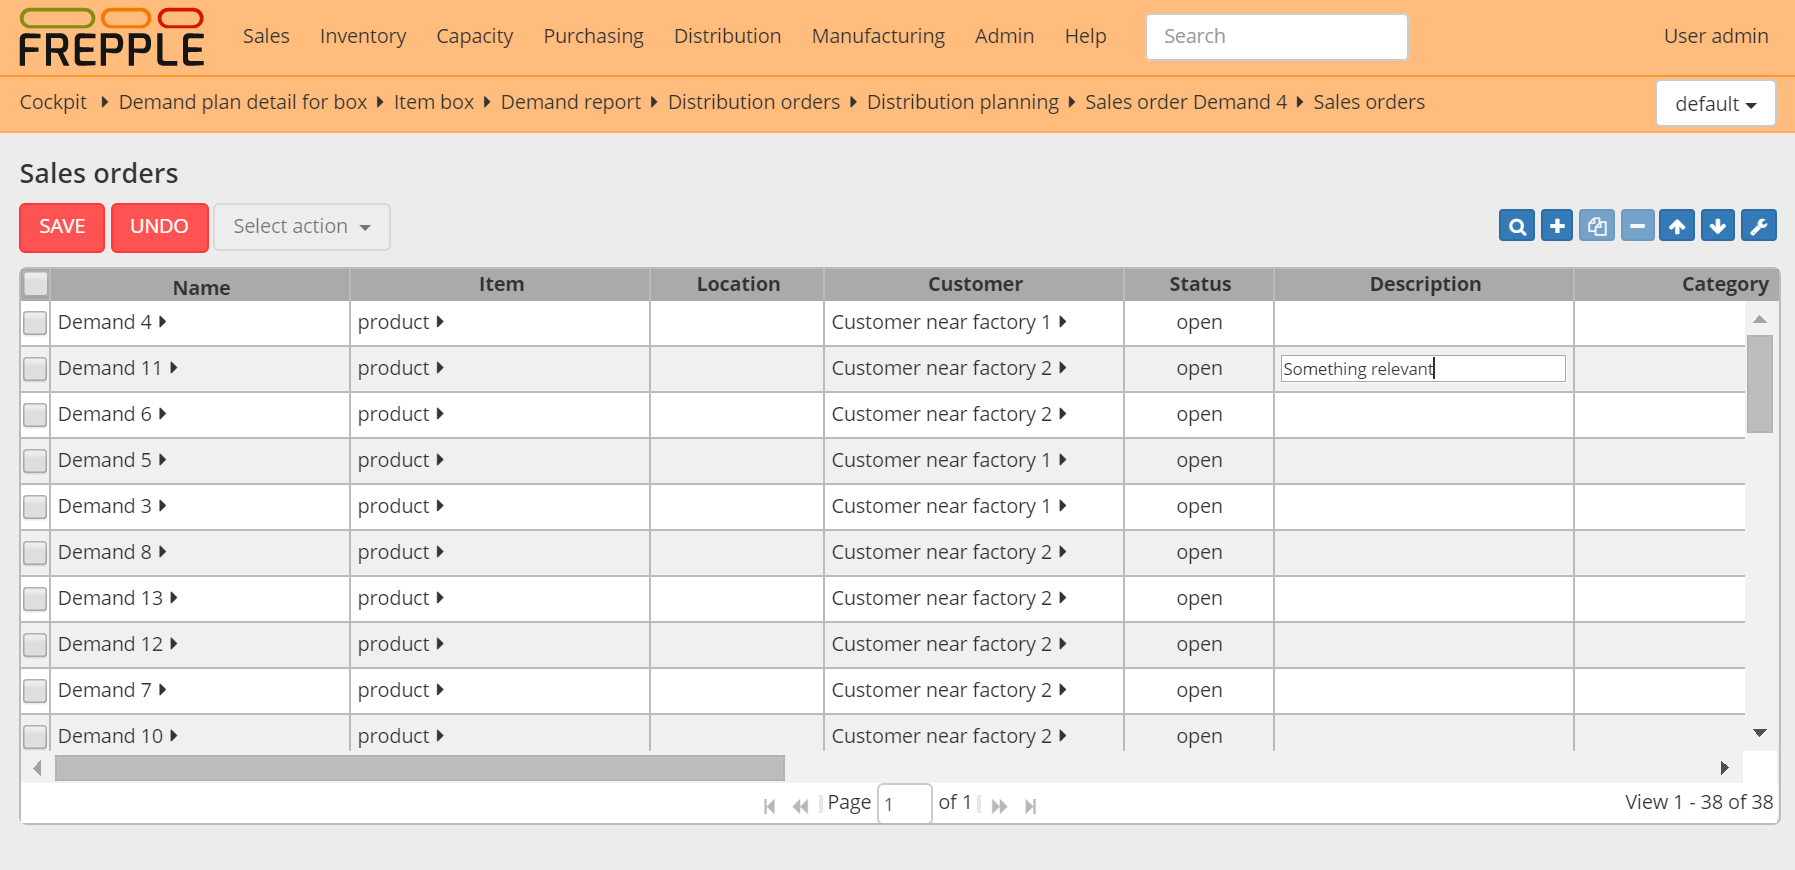 FREPPLE Sales Inventory Capacity Purchasing Distribution Manufacturing Admin Help Search User admin
Cockpit Demand plan detail for box Item box Demand report Distribution orders Distribution planning Sales order Demand 4 Sales orders default
Sales orders
SAVE UNDO Select action
Name Item Location Customer Status Description Category
Demand 4 product Customer near factory 1 open
Demand 11 product Customer near factory 2 open Something relevant
Demand 6 product Customer near factory 2 open
Demand 5 product Customer near factory 1 open
Demand 3 product Customer near factory 1 open
Demand 8 product Customer near factory 2 open
Demand 13 product Customer near factory 2 open
Demand 12 product Customer near factory 2 open
Demand 7 product Customer near factory 2 open
Demand 10 product Customer near factory 2 open
Page 1 of 1 View 1 - 38 of 38